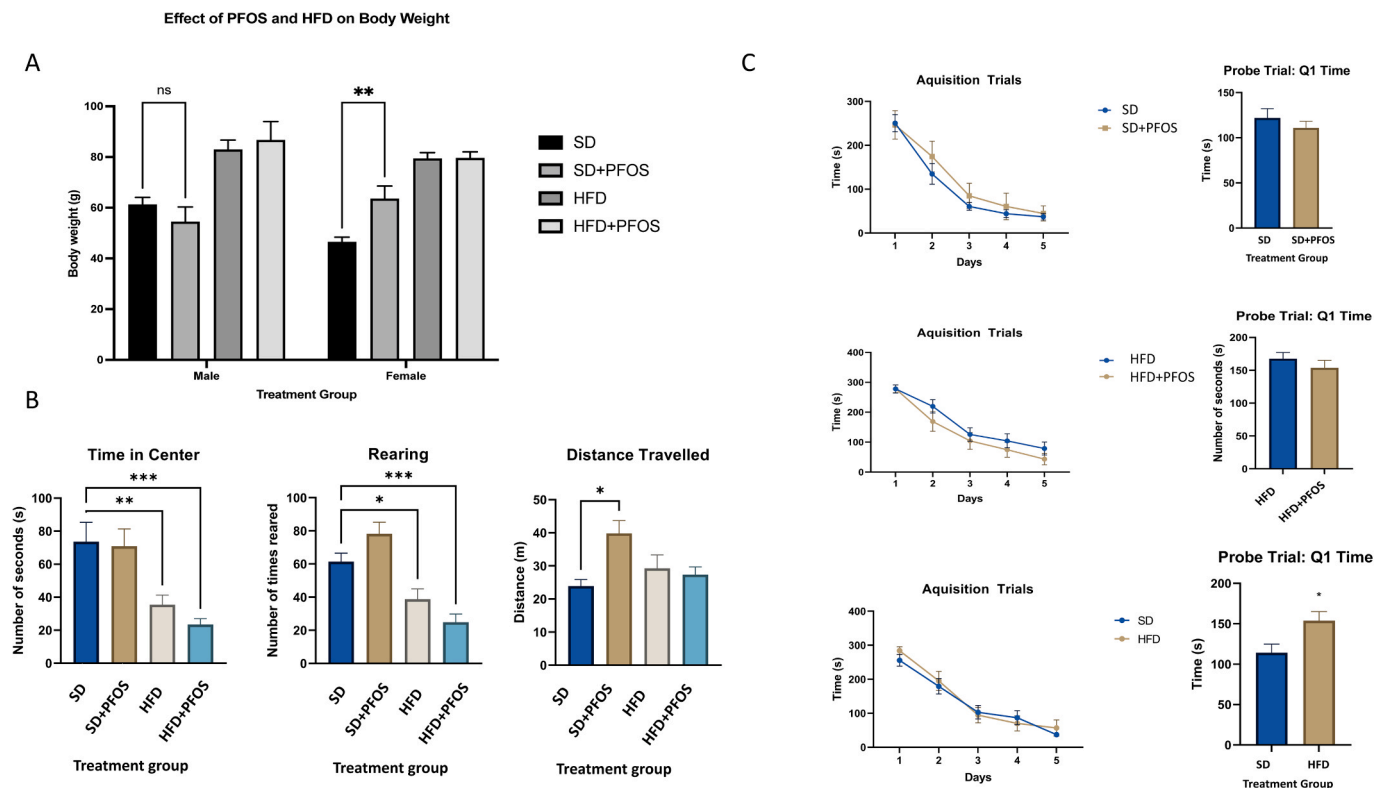 Effect of PFOS and HFD on Body Weight
A
ns
**
100
80
60
40
20
0
Body weight (g)
Male
Female
Treatment Group
SD
SD+PFOS
HFD
HFD+PFOS
B
Time in Center
***
**
100
80
60
40
20
0
Number of seconds (s)
SD
SD+PFOS
HFD
HFD+PFOS
Treatment group
Rearing
***
*
100
80
60
40
20
0
Number of times reared
SD
SD+PFOS
HFD
HFD+PFOS
Treatment group
Distance Travelled
*
50
40
30
20
10
0
Distance (m)
SD
SD+PFOS
HFD
HFD+PFOS
Treatment group
C
Aquisition Trials
300
200
100
0
Time (s)
1 2 3 4 5
Days
SD
SD+PFOS
Probe Trial: Q1 Time
150
100
50
0
Time (s)
SD SD+PFOS
Treatment Group
Aquisition Trials
400
300
200
100
0
Time (s)
1 2 3 4 5
Days
HFD
HFD+PFOS
Probe Trial: Q1 Time
200
150
100
50
0
Number of seconds (s)
HFD
HFD+PFOS
Aquisition Trials
400
300
200
100
0
Time (s)
1 2 3 4 5
Days
SD
HFD
Probe Trial: Q1 Time
*
200
150
100
50
0
Time (s)
SD HFD
Treatment Group